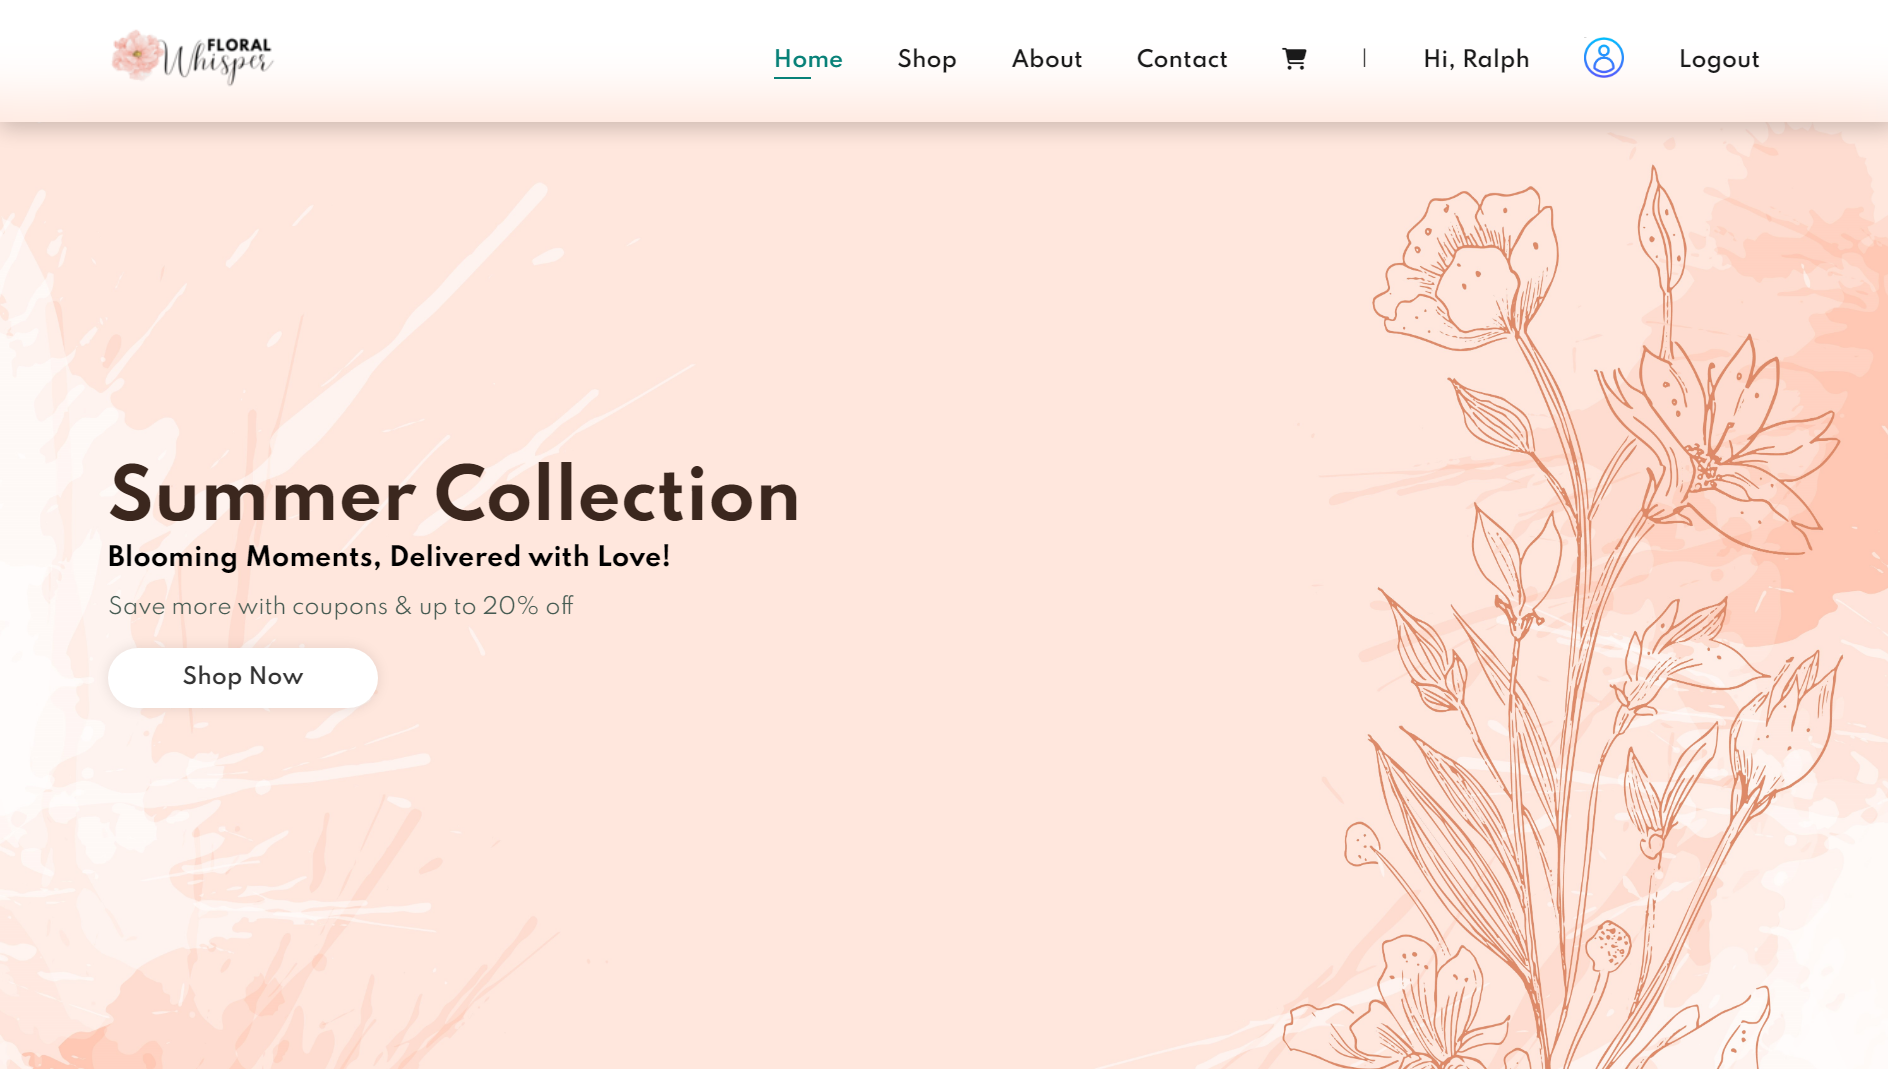 FLORAL
Whisper
Home Shop About Contact | Hi, Ralph Logout
Summer Collection
Blooming Moments, Delivered with Love!
Save more with coupons & up to 20% off
Shop Now